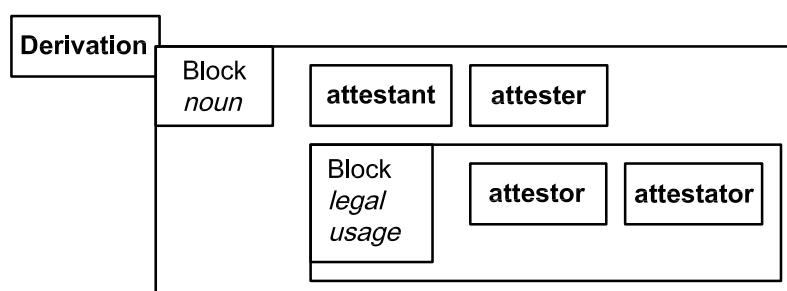 Derivation
Block
noun
attestant
attester
Block
legal
usage
attestor
attestator